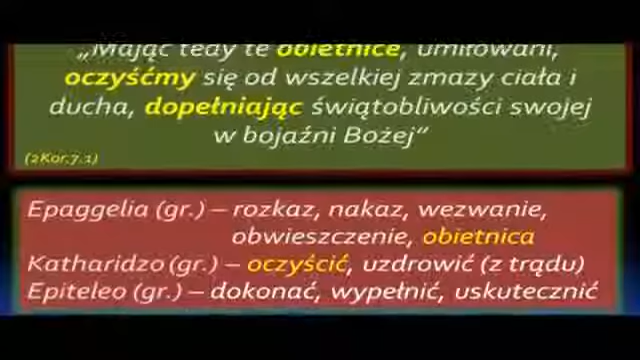 „Mając tedy te obietnice, umiłowani,
oczyśćmy się od wszelkiej zmazy ciała i
ducha, dopełniając świątobliwości swojej
w bojaźni Bożej“
(2Kor.7.1)
Epaggelia (gr.) – rozkaz, nakaz, wezwanie,
obwieszczenie, obietnica
Katharidzo (gr.) – oczyścić, uzdrowić (z trądu)
Epiteleo (gr.) – dokonać, wypełnić, uskutecznić